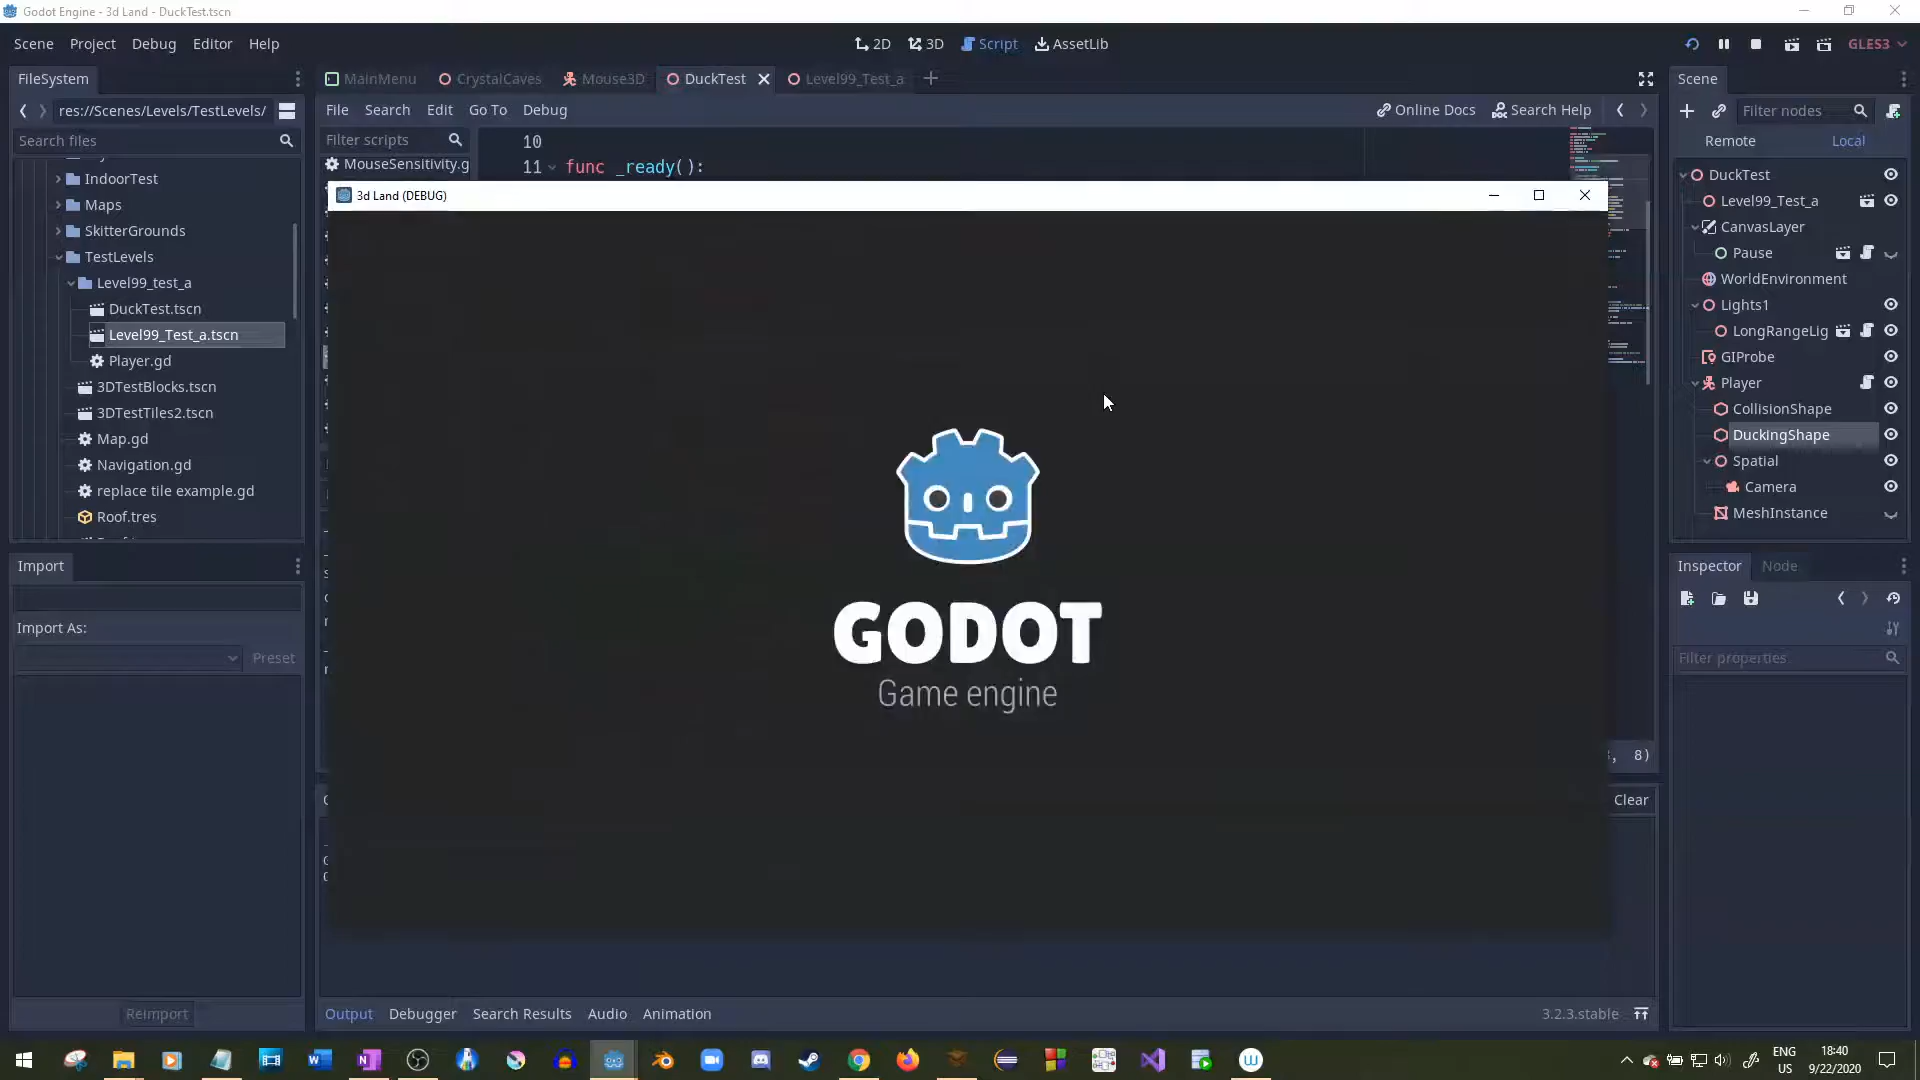 Godot Engine - 3d Land - DuckTest.tscn
Scene Project Debug Editor Help
2D 3D Script AssetLib
GLES3
FileSystem
res://Scenes/Levels/TestLevels/
Search files
IndoorTest
Maps
SkitterGrounds
TestLevels
Level99_test_a
DuckTest.tscn
Level99_Test_a.tscn
Player.gd
3DTestBlocks.tscn
3DTestTiles2.tscn
Map.gd
Navigation.gd
replace tile example.gd
Roof.tres
Import
Import As:
Preset
Reimport
MainMenu CrystalCaves Mouse3D DuckTest Level99_Test_a
File Search Edit Go To Debug
Online Docs Search Help
Filter scripts
MouseSensitivity.g
10
11 func _ready():
3d Land (DEBUG)
GODOT
Game engine
, 8)
Clear
Output Debugger Search Results Audio Animation
3.2.3.stable
Scene
Filter nodes
Remote Local
DuckTest
Level99_Test_a
CanvasLayer
Pause
WorldEnvironment
Lights1
LongRangeLig
GIProbe
Player
CollisionShape
DuckingShape
Spatial
Camera
MeshInstance
Inspector Node
Filter properties
ENG
US
18:40
9/22/2020